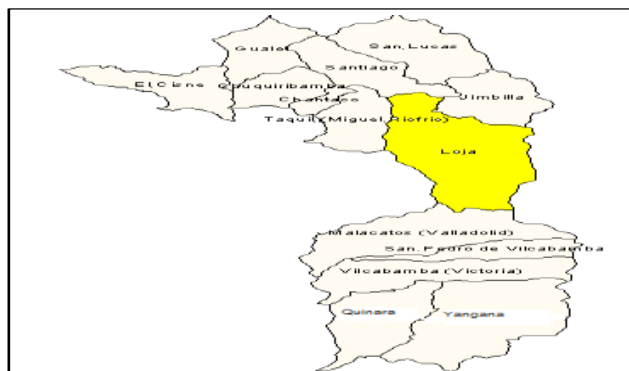 Gualel
San Lucas
Santiago
El Cisne
Chuquiribamba
Jimbilla
Chantaco
Taquil (Miguel Riofrio)
Loja
Malacatos (Valladolid)
San. Pedro de Vilcabamba
Vilcabamba (Victoria)
Quinara
Yangana